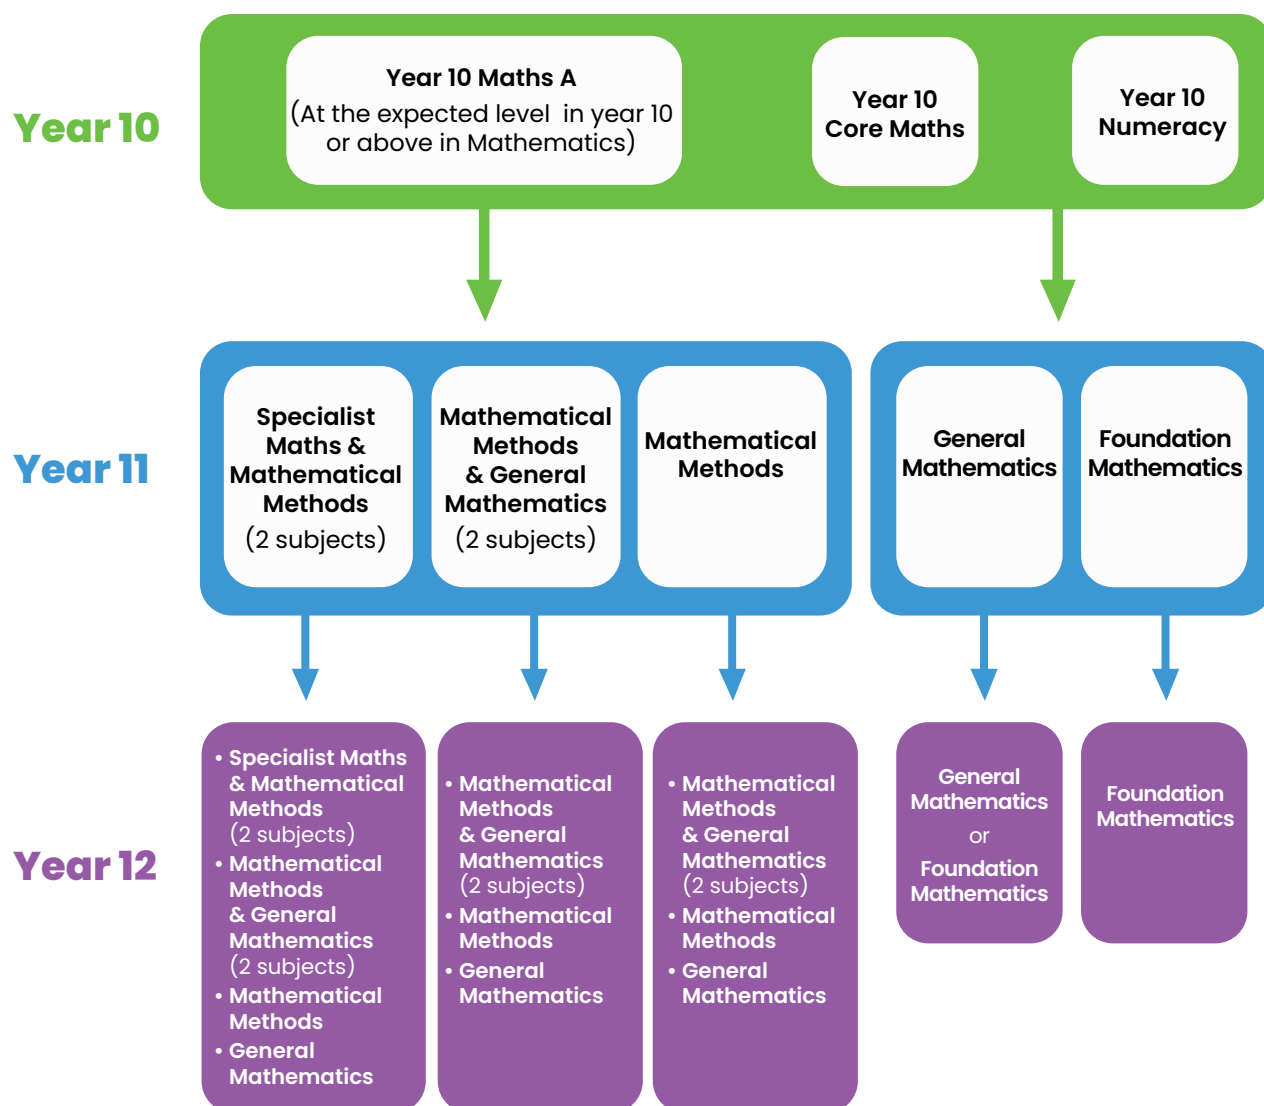 Year 10
Year 10 Maths A
(At the expected level in year 10
or above in Mathematics)
Year 10
Core Maths
Year 10
Numeracy
Year 11
Specialist
Maths &
Mathematical
Methods
(2 subjects)
Mathematical
Methods
& General
Mathematics
(2 subjects)
Mathematical
Methods
General
Mathematics
Foundation
Mathematics
Year 12
• Specialist Maths
& Mathematical
Methods
(2 subjects)
• Mathematical
Methods
& General
Mathematics
(2 subjects)
• Mathematical
Methods
• General
Mathematics
• Mathematical
Methods
& General
Mathematics
(2 subjects)
• Mathematical
Methods
• General
Mathematics
• Mathematical
Methods
& General
Mathematics
(2 subjects)
• Mathematical
Methods
• General
Mathematics
General
Mathematics
or
Foundation
Mathematics
Foundation
Mathematics